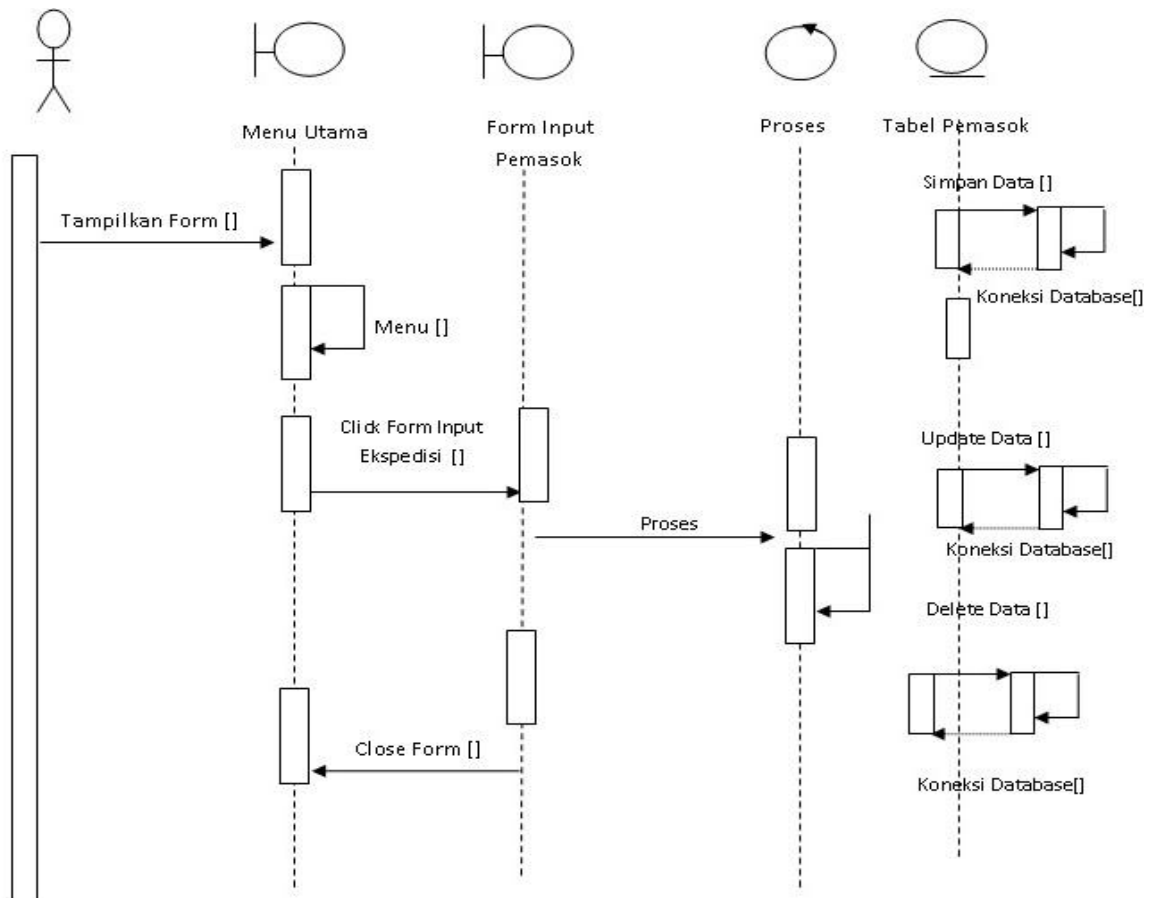 Menu Utama
Form Input
Pemasok
Proses
Tabel Pemasok
Simpan Data []
Tampilkan Form []
Koneksi Database[]
Menu []
Click Form Input
Ekspedisi []
Update Data []
Proses
Koneksi Database[]
Delete Data []
Close Form []
Koneksi Database[]